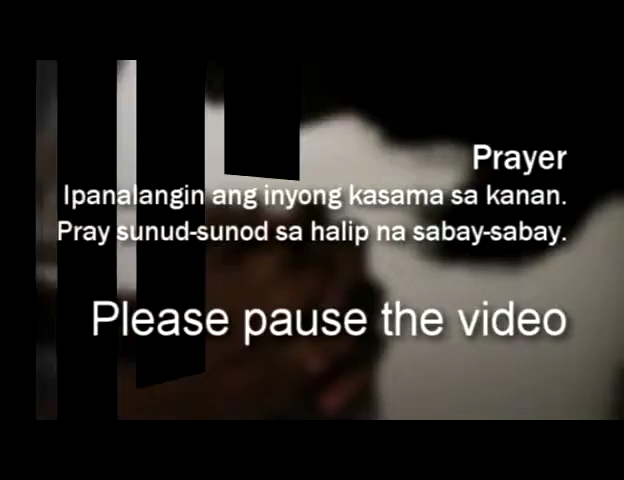 Prayer
Ipanalangin ang inyong kasama sa kanan.
Pray sunud-sunod sa halip na sabay-sabay.
Please pause the video